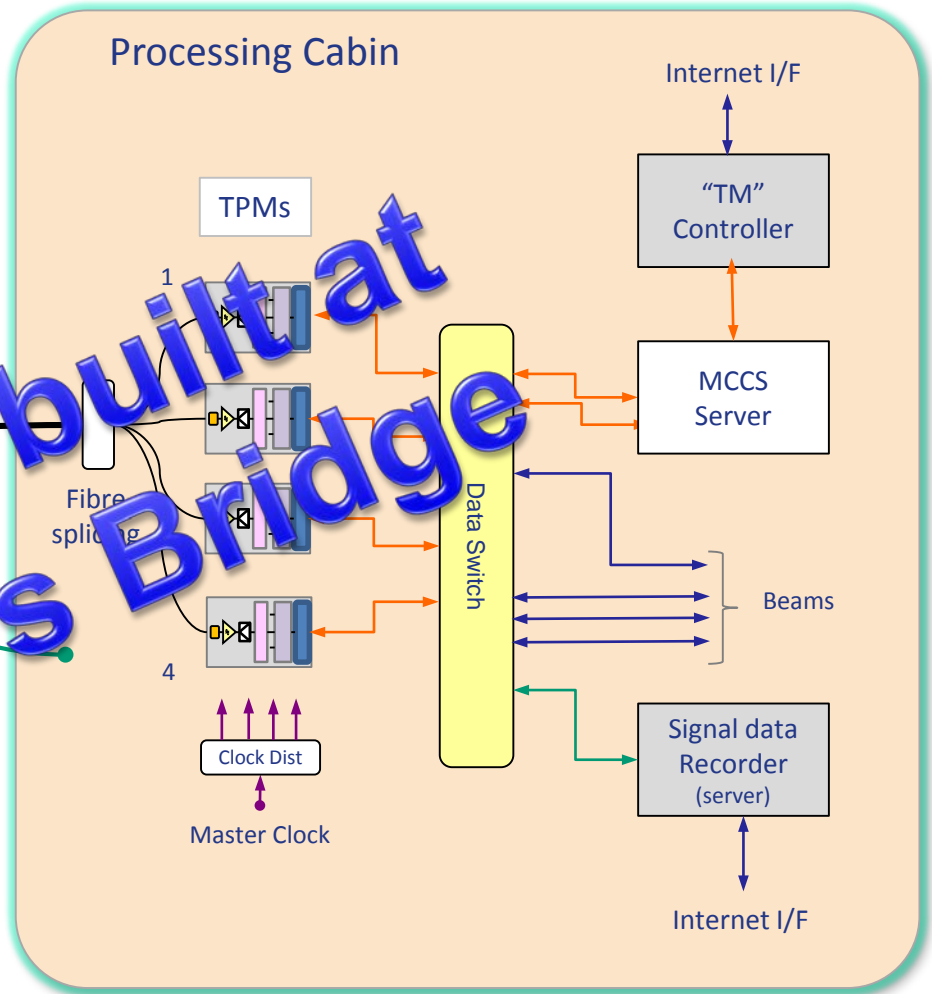 Processing Cabin
Internet I/F
"TM"
Controller
TPMs
1
built at
s Bridge
MCCS
Server
Fibre
splicing
Data Switch
Beams
4
Clock Dist
Master Clock
Signal data
Recorder
(server)
Internet I/F